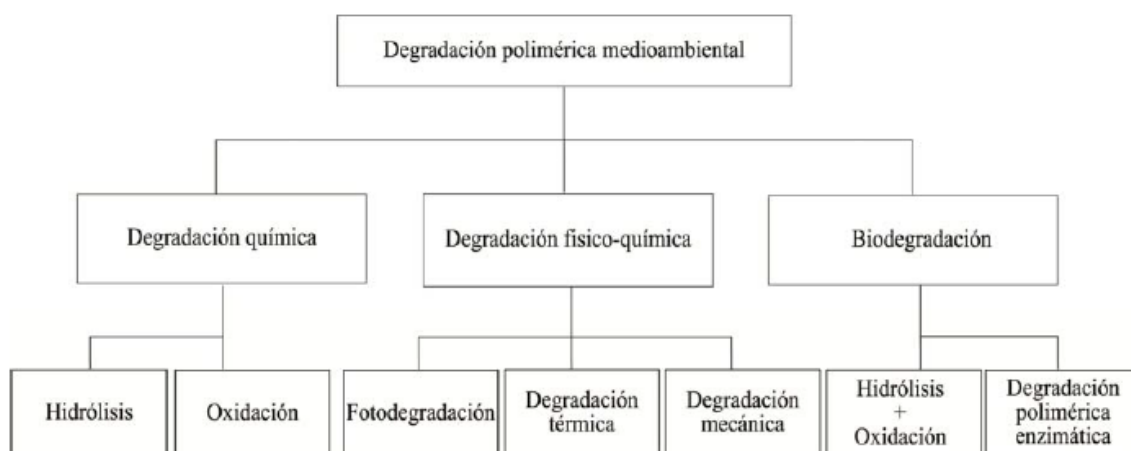 Degradación polimérica medioambiental
Degradación química
Degradación fisico-química
Biodegradación
Hidrólisis
Oxidación
Fotodegradación
Degradación
térmica
Degradación
mecánica
Hidrólisis
+
Oxidación
Degradación
polimérica
enzimática